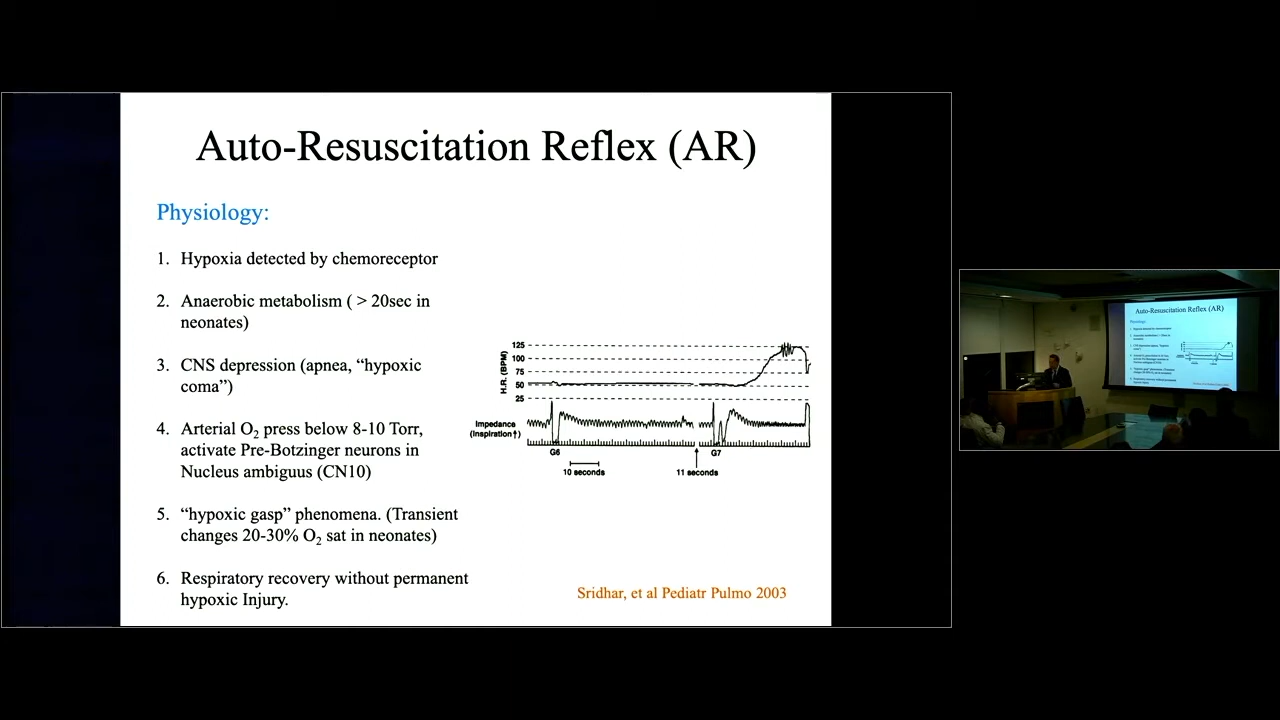 Auto-Resuscitation Reflex (AR)
Physiology:
1. Hypoxia detected by chemoreceptor
2. Anaerobic metabolism ( > 20sec in
neonates)
3. CNS depression (apnea, “hypoxic
coma”)
4. Arterial O₂ press below 8-10 Torr,
activate Pre-Botzinger neurons in
Nucleus ambiguus (CN10)
5. “hypoxic gasp” phenomena. (Transient
changes 20-30% O₂ sat in neonates)
6. Respiratory recovery without permanent
hypoxic Injury.
H.R. (BPM)
125
100
75
50
25
Impedance
(Inspiration↑)
G6
G7
10 seconds
11 seconds
Sridhar, et al Pediatr Pulmo 2003
Auto-Resuscitation Reflex (AR)